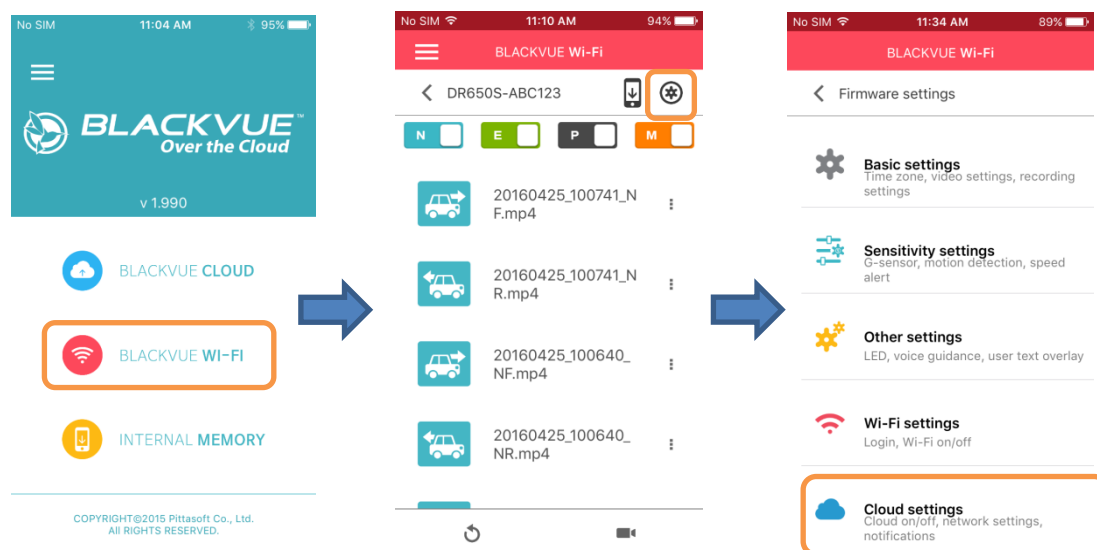 No SIM 11:04 AM 95%
BLACKVUE™
Over the Cloud
v 1.990
BLACKVUE CLOUD
BLACKVUE WI-FI
INTERNAL MEMORY
COPYRIGHT©2015 Pittasoft Co., Ltd.
All RIGHTS RESERVED.
No SIM 11:10 AM 94%
BLACKVUE Wi-Fi
DR650S-ABC123
N E P M
20160425_100741_N
F.mp4
20160425_100741_N
R.mp4
20160425_100640_
NF.mp4
20160425_100640_
NR.mp4
No SIM 11:34 AM 89%
BLACKVUE Wi-Fi
Firmware settings
Basic settings
Time zone, video settings, recording
settings
Sensitivity settings
G-sensor, motion detection, speed
alert
Other settings
LED, voice guidance, user text overlay
Wi-Fi settings
Login, Wi-Fi on/off
Cloud settings
Cloud on/off, network settings,
notifications